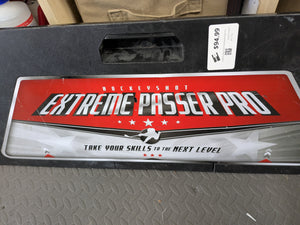 $94.99
HOCKEYSHOT
EXTREME PASSER PRO
TAKE YOUR SKILLS TO THE NEXT LEVEL